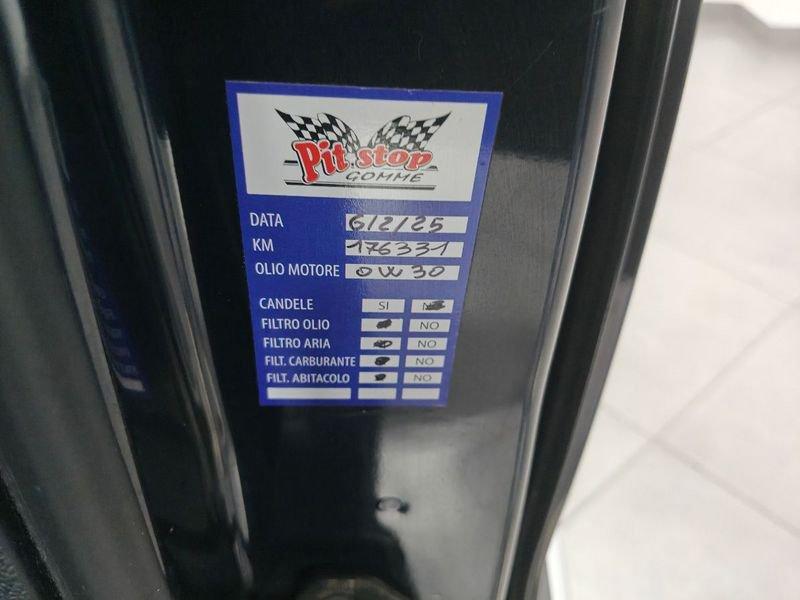 Pit stop
GOMME
DATA 6/2/25
KM 176331
OLIO MOTORE 0W30
CANDELE SI
FILTRO OLIO NO
FILTRO ARIA NO
FILT. CARBURANTE NO
FILT. ABITACOLO NO